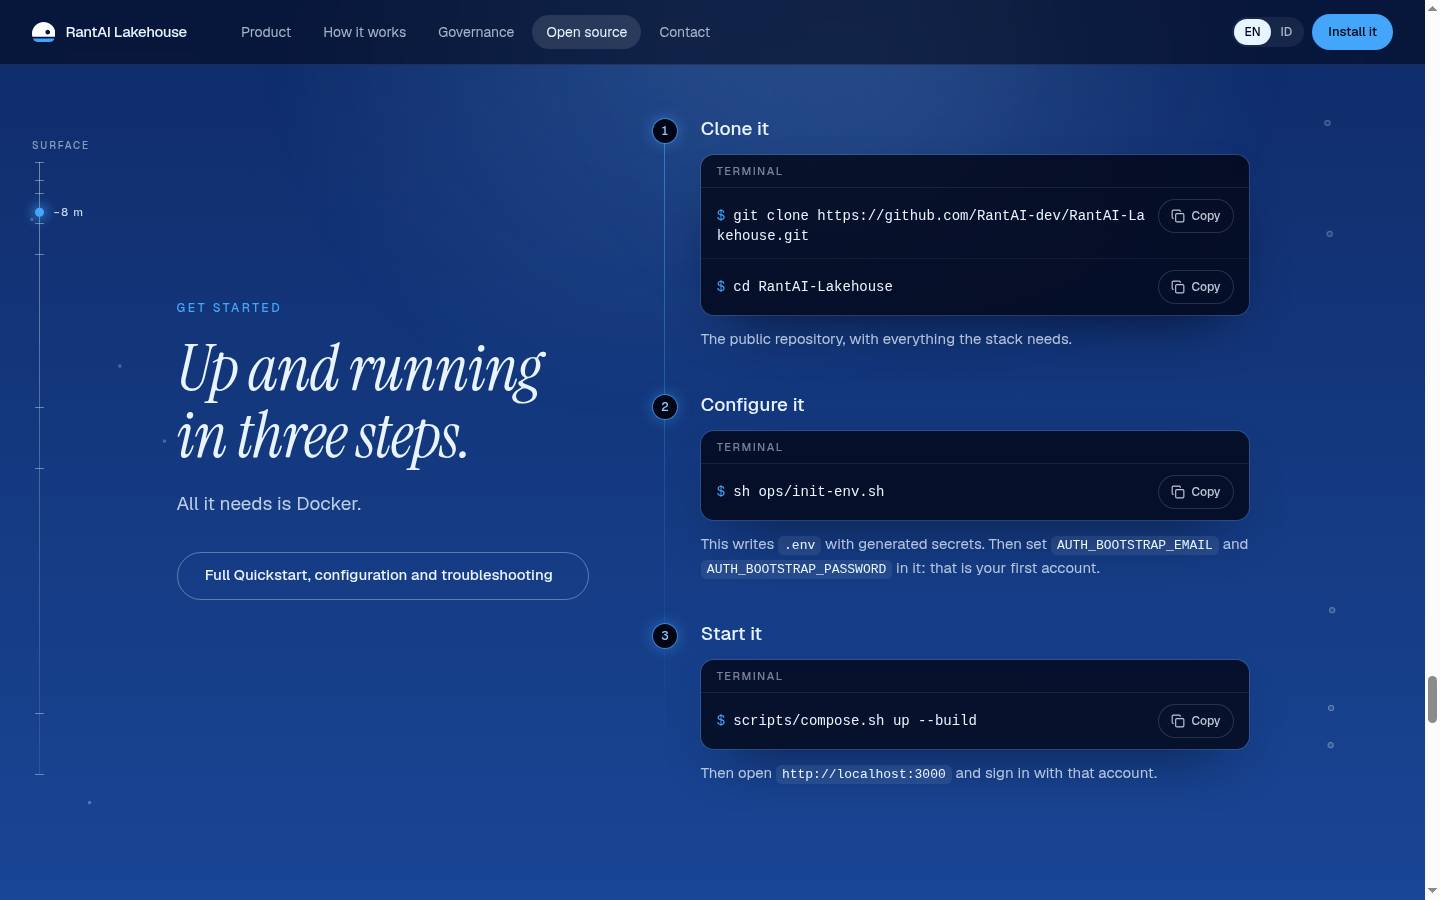 RantAI Lakehouse
Product
How it works
Governance
Open source
Contact
EN
ID
Install it
SURFACE
−8 m
GET STARTED
Up and running
in three steps.
All it needs is Docker.
Full Quickstart, configuration and troubleshooting
1
Clone it
TERMINAL
$ git clone https://github.com/RantAI-dev/RantAI-La
kehouse.git
Copy
$ cd RantAI-Lakehouse
Copy
The public repository, with everything the stack needs.
2
Configure it
TERMINAL
$ sh ops/init-env.sh
Copy
This writes .env with generated secrets. Then set AUTH_BOOTSTRAP_EMAIL and
AUTH_BOOTSTRAP_PASSWORD in it: that is your first account.
3
Start it
TERMINAL
$ scripts/compose.sh up --build
Copy
Then open http://localhost:3000 and sign in with that account.